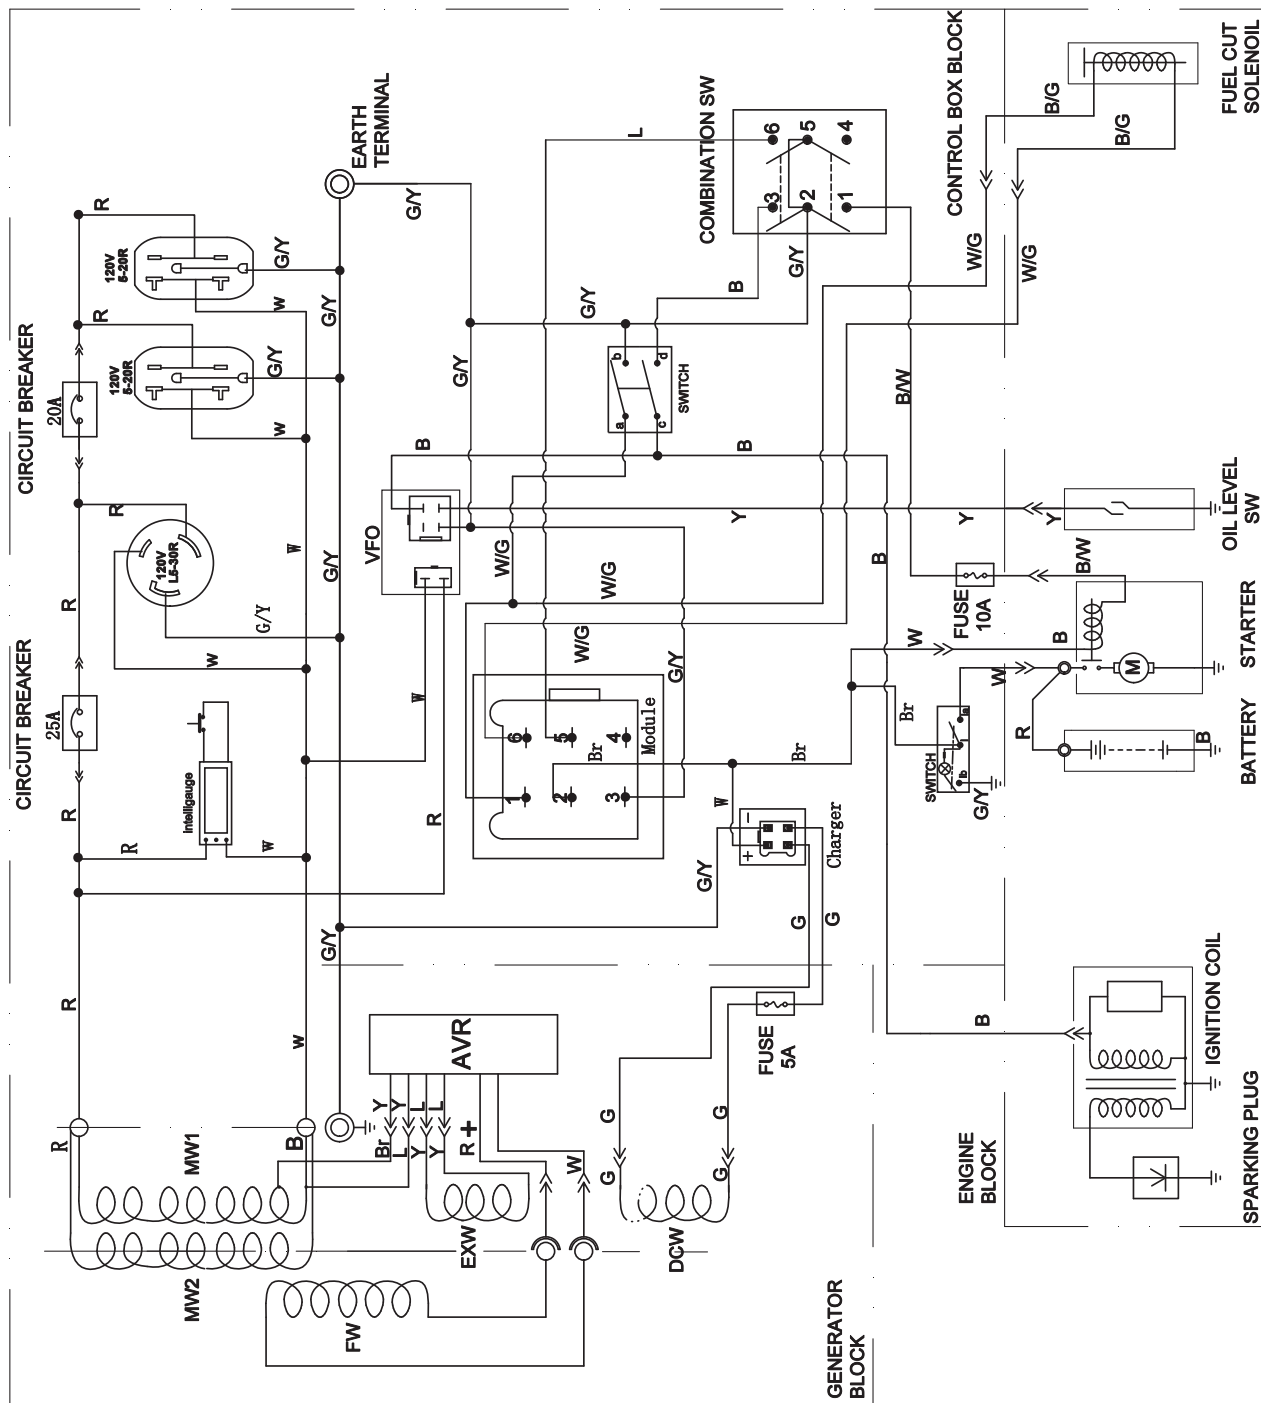 FUEL CUT
SOLENOIL
B/G
B/G
CONTROL BOX BLOCK
W/G
W/G
COMBINATION SW
6
5
4
3
2
1
L
B
G/Y
B/W
EARTH
TERMINAL
G/Y
G/Y
R
120V
5-20R
G/Y
W
G/Y
R
120V
5-20R
G/Y
W
CIRCUIT BREAKER
20A
G/Y
b
d
a
c
SWITCH
B
B
VFO
R
120V
L5-30R
G/Y
W
W
G/Y
R
CIRCUIT BREAKER
25A
W/G
W/G
W/G
G/Y
Y
Y
Y
OIL LEVEL
SW
B
B/W
FUSE
10A
W
B
M
STARTER
W
R
B
BATTERY
Br
SWITCH
Ia
I
Ib
G/Y
Intelligauge
R
W
R
W
R
6
5
4
1
2
3
Br
Module
Br
W
+
-
Charger
G/Y
G
G
G/Y
R
W
AVR
FUSE
5A
B
IGNITION COIL
SPARKING PLUG
ENGINE
BLOCK
R
MW1
B
Y
Y
L
L
Br
L
Y
Y
R
+
W
G
G
G
G
MW2
EXW
DCW
FW
GENERATOR
BLOCK